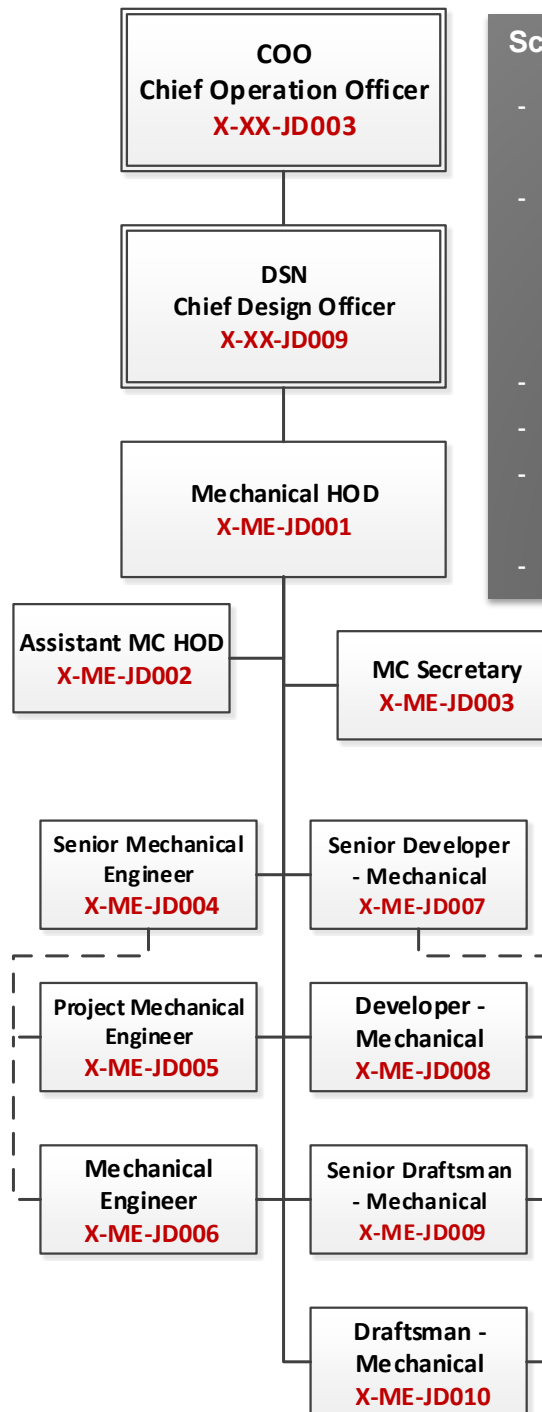 COO
Chief Operation Officer
X-XX-JD003
Sc
-
-
-
-
-
-
DSN
Chief Design Officer
X-XX-JD009
Mechanical HOD
X-ME-JD001
Assistant MC HOD
X-ME-JD002
MC Secretary
X-ME-JD003
Senior Mechanical
Engineer
X-ME-JD004
Senior Developer
- Mechanical
X-ME-JD007
Project Mechanical
Engineer
X-ME-JD005
Developer -
Mechanical
X-ME-JD008
Mechanical
Engineer
X-ME-JD006
Senior Draftsman
- Mechanical
X-ME-JD009
Draftsman -
Mechanical
X-ME-JD010